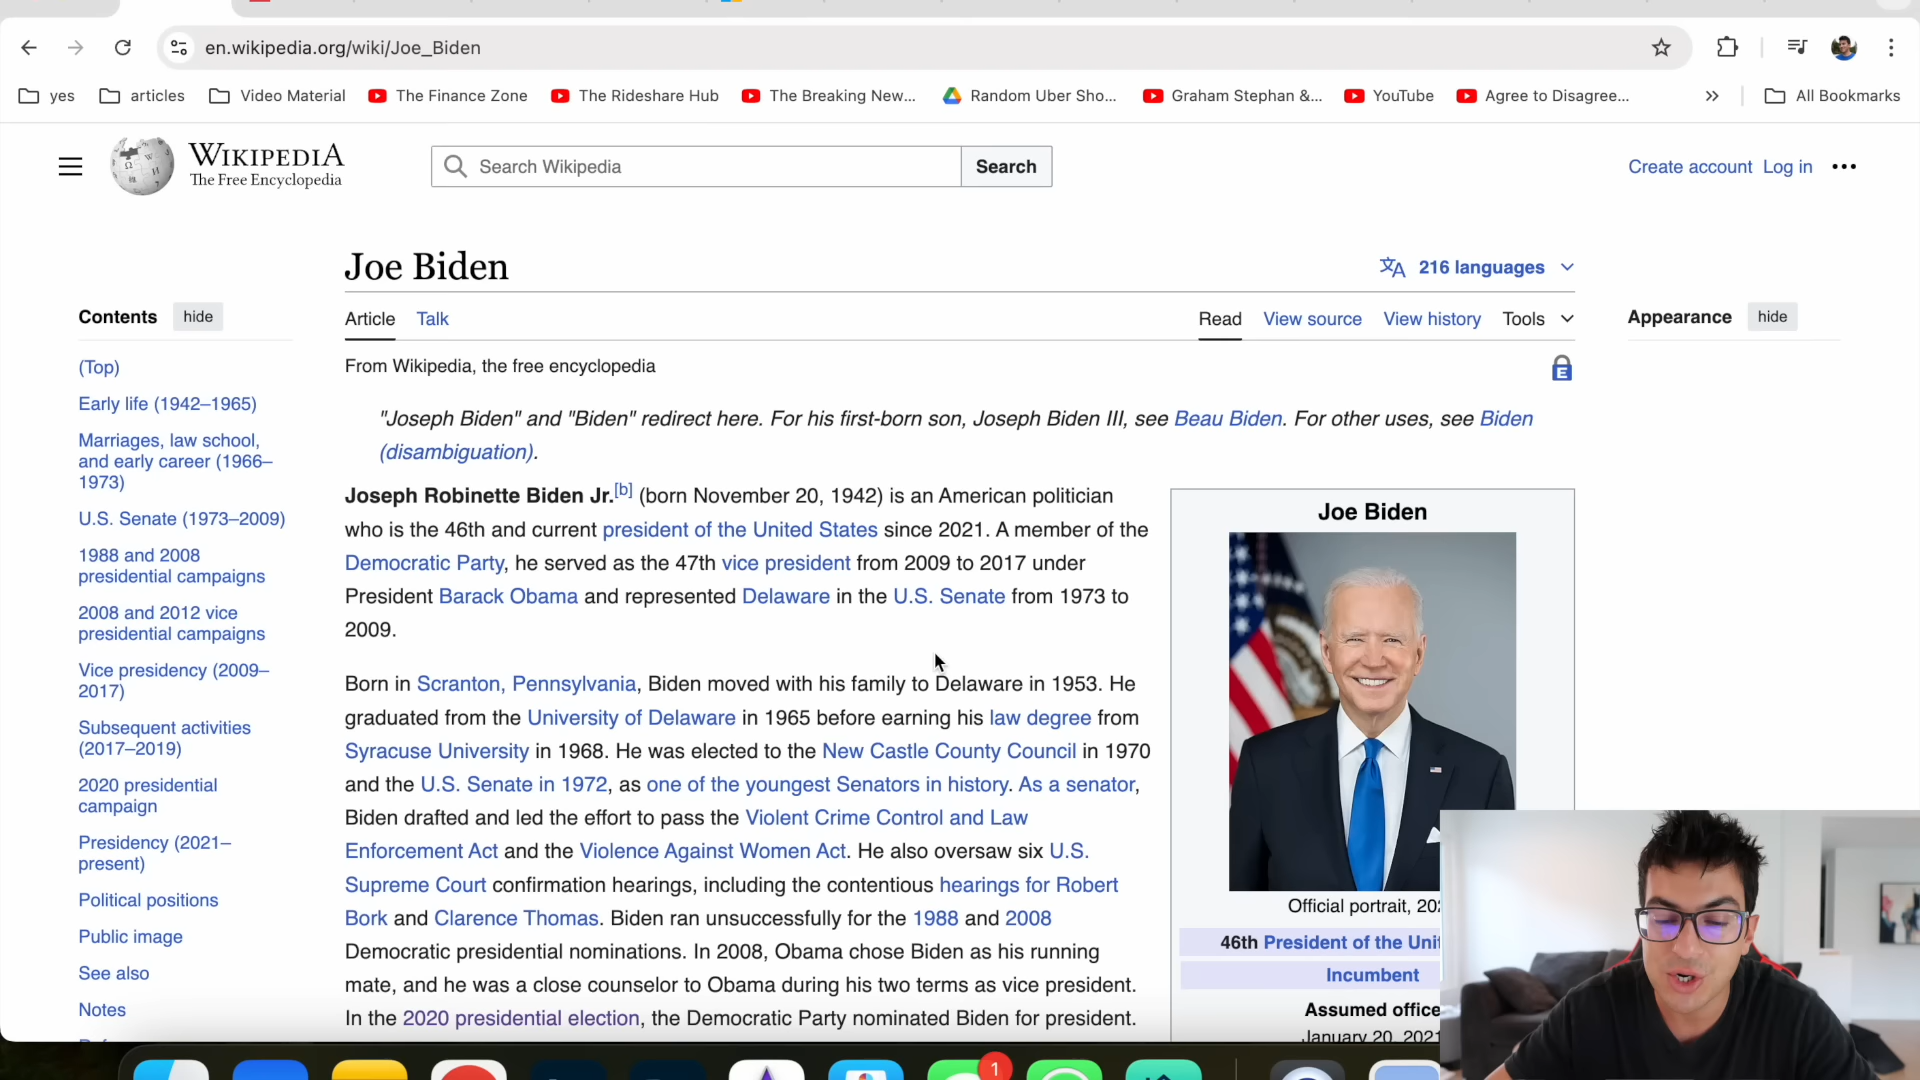 en.wikipedia.org/wiki/Joe_Biden
yes
articles
Video Material
The Finance Zone
The Rideshare Hub
The Breaking New...
Random Uber Sho...
Graham Stephan &...
YouTube
Agree to Disagree...
All Bookmarks
WIKIPEDIA
The Free Encyclopedia
Search Wikipedia
Search
Create account
Log in
Joe Biden
216 languages
Contents
hide
Article
Talk
Read
View source
View history
Tools
Appearance
hide
(Top)
Early life (1942–1965)
Marriages, law school,
and early career (1966–
1973)
U.S. Senate (1973–2009)
1988 and 2008
presidential campaigns
2008 and 2012 vice
presidential campaigns
Vice presidency (2009–
2017)
Subsequent activities
(2017–2019)
2020 presidential
campaign
Presidency (2021–
present)
Political positions
Public image
See also
Notes
From Wikipedia, the free encyclopedia
E
"Joseph Biden" and "Biden" redirect here. For his first-born son, Joseph Biden III, see Beau Biden. For other uses, see Biden
(disambiguation).
Joseph Robinette Biden Jr.[b] (born November 20, 1942) is an American politician
who is the 46th and current president of the United States since 2021. A member of the
Democratic Party, he served as the 47th vice president from 2009 to 2017 under
President Barack Obama and represented Delaware in the U.S. Senate from 1973 to
2009.
Born in Scranton, Pennsylvania, Biden moved with his family to Delaware in 1953. He
graduated from the University of Delaware in 1965 before earning his law degree from
Syracuse University in 1968. He was elected to the New Castle County Council in 1970
and the U.S. Senate in 1972, as one of the youngest Senators in history. As a senator,
Biden drafted and led the effort to pass the Violent Crime Control and Law
Enforcement Act and the Violence Against Women Act. He also oversaw six U.S.
Supreme Court confirmation hearings, including the contentious hearings for Robert
Bork and Clarence Thomas. Biden ran unsuccessfully for the 1988 and 2008
Democratic presidential nominations. In 2008, Obama chose Biden as his running
mate, and he was a close counselor to Obama during his two terms as vice president.
In the 2020 presidential election, the Democratic Party nominated Biden for president.
Joe Biden
Official portrait, 202
46th President of the Unit
Incumbent
Assumed office
January 20, 2021
1